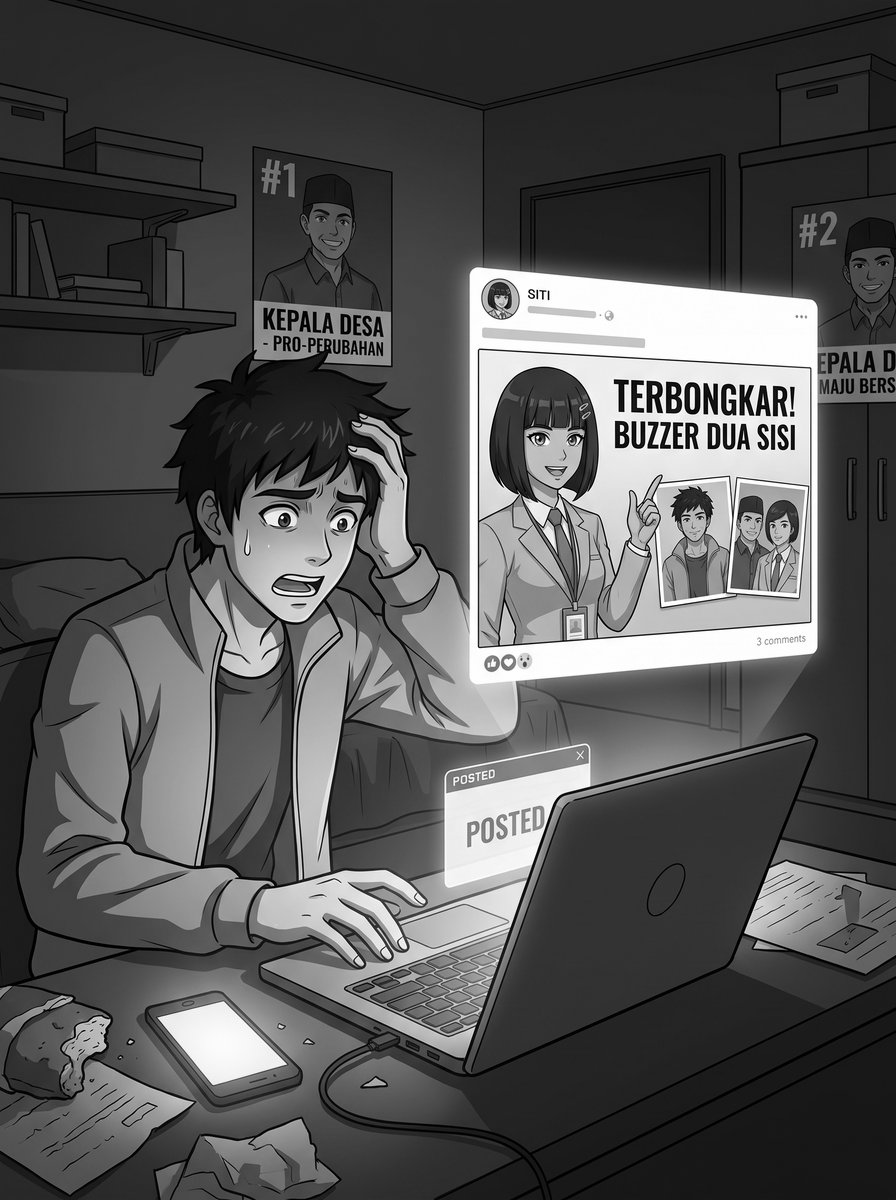 #1
KEPALA DESA
- PRO-PERUBAHAN
#2
EPALA D
MAJU BERS
SITI
TERBONGKAR!
BUZZER DUA SISI
3 comments
POSTED
POSTED